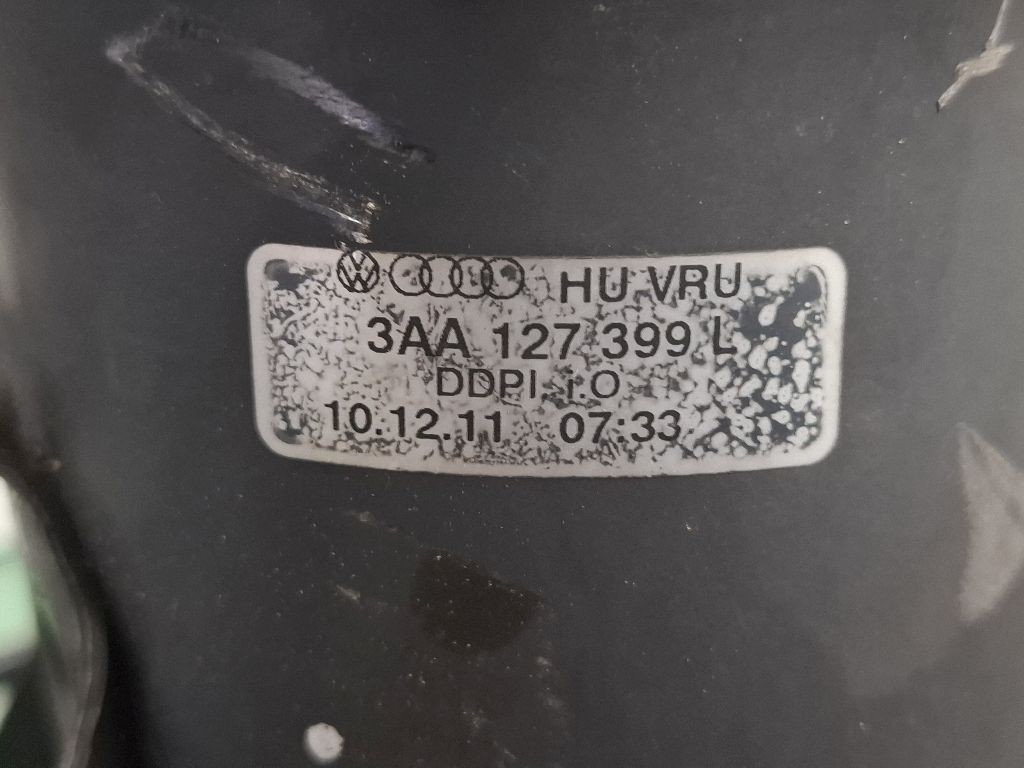 HU VRU
3AA 127 399 L
DDPI i.O
10.12.11 07:33